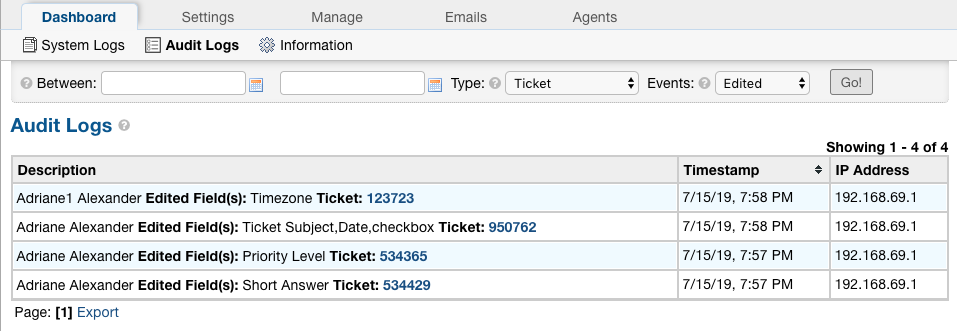 Dashboard Settings Manage Emails Agents
System Logs Audit Logs Information
Between: Type: Ticket Events: Edited Go!
Audit Logs
Showing 1 - 4 of 4
Description Timestamp IP Address
Adriane1 Alexander Edited Field(s): Timezone Ticket: 123723 7/15/19, 7:58 PM 192.168.69.1
Adriane Alexander Edited Field(s): Ticket Subject,Date,checkbox Ticket: 950762 7/15/19, 7:58 PM 192.168.69.1
Adriane Alexander Edited Field(s): Priority Level Ticket: 534365 7/15/19, 7:57 PM 192.168.69.1
Adriane Alexander Edited Field(s): Short Answer Ticket: 534429 7/15/19, 7:57 PM 192.168.69.1
Page: [1] Export